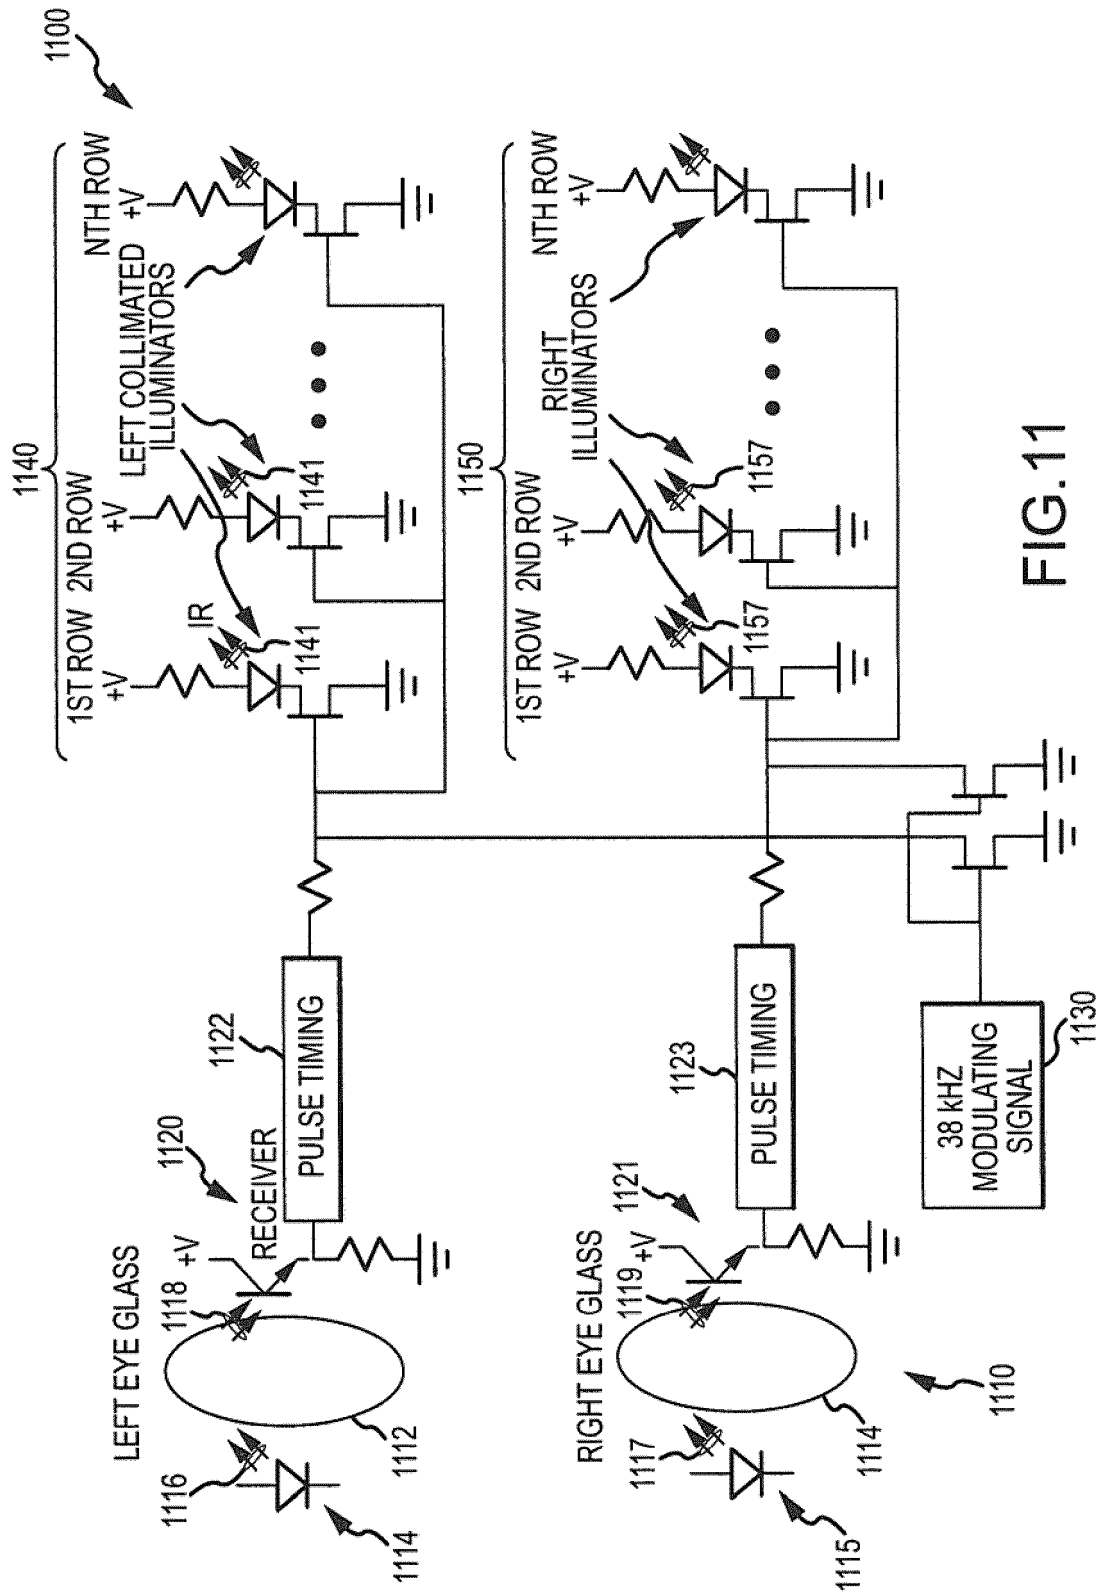 1100
1140
1ST ROW 2ND ROW
NTH ROW
+V
+V
+V
IR
LEFT COLLIMATED
ILLUMINATORS
1141
1141
1150
1ST ROW 2ND ROW
NTH ROW
+V
+V
+V
RIGHT
ILLUMINATORS
1157
1157
LEFT EYE GLASS
1116
1118
+V
1120
RECEIVER
1122
PULSE TIMING
1112
1114
RIGHT EYE GLASS
1117
1119
+V
1121
1123
PULSE TIMING
1114
1115
1110
38 kHZ
MODULATING
SIGNAL
1130
FIG.11